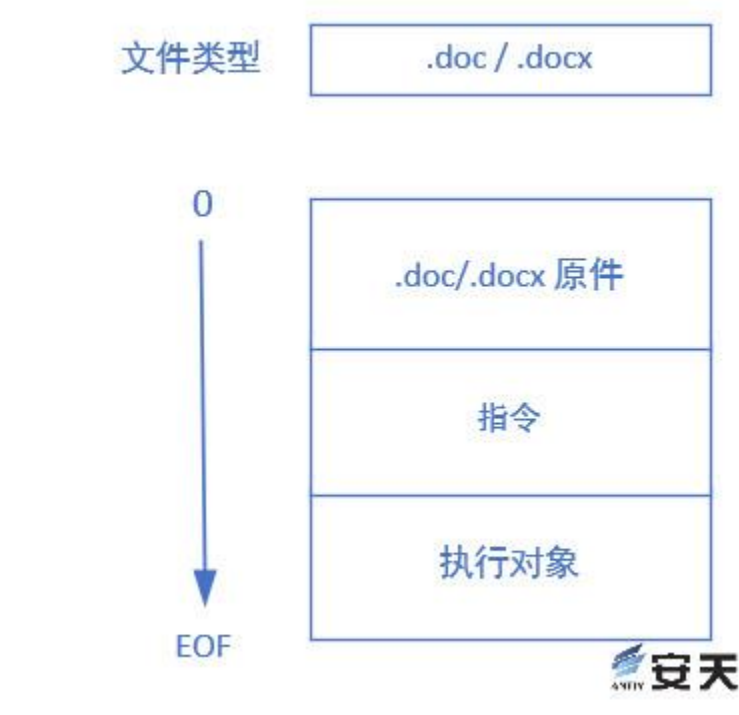 文件类型
.doc / .docx
0
.doc/.docx 原件
指令
执行对象
EOF
ANTIY 安天